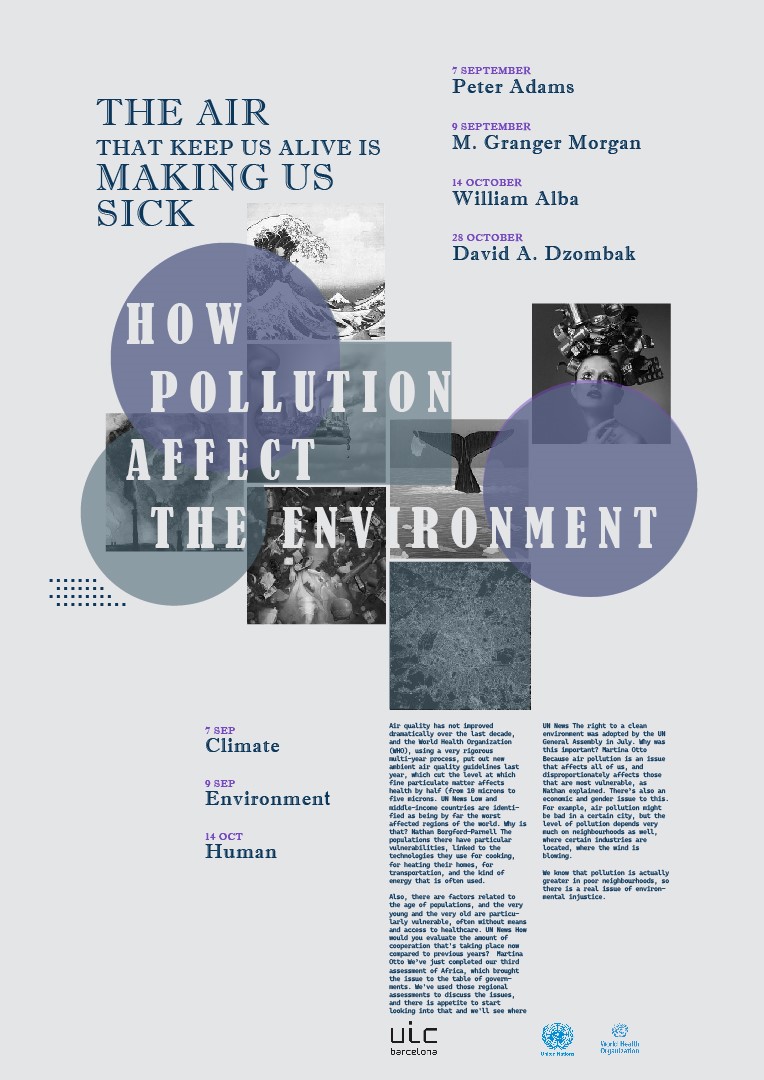 THE AIR
THAT KEEP US ALIVE IS
MAKING US
SICK
7 SEPTEMBER
Peter Adams
9 SEPTEMBER
M. Granger Morgan
14 OCTOBER
William Alba
28 OCTOBER
David A. Dzombak
HOW
POLLUTION
AFFECT
THE ENVIRONMENT
7 SEP
Climate
9 SEP
Environment
14 OCT
Human
Air quality has not improved
dramatically over the last decade,
and the World Health Organization
(WHO), using a very rigorous
multi-year process, put out new
ambient air quality guidelines last
year, which cut the level at which
fine particulate matter affects
health by half (from 10 microns to
five microns. UN News Low and
middle-income countries are identi-
fied as being by far the worst
affected regions of the world. Why is
that? Nathan Borgford-Parnell The
populations there have particular
vulnerabilities, linked to the
technologies they use for cooking,
for heating their homes, for
transportation, and the kind of
energy that is often used.
Also, there are factors related to
the age of populations, and the very
young and the very old are particu-
larly vulnerable, often without means
and access to healthcare. UN News How
would you evaluate the amount of
cooperation that's taking place now
compared to previous years? Martina
Otto We've just completed our third
assessment of Africa, which brought
the issue to the table of govern-
ments. We've used those regional
assessments to discuss the issues,
and there is appetite to start
looking into that and we'll see where
UN News The right to a clean
environment was adopted by the UN
General Assembly in July. Why was
this important? Martina Otto
Because air pollution is an issue
that affects all of us, and
disproportionately affects those
that are most vulnerable, as
Nathan explained. There's also an
economic and gender issue to this.
For example, air pollution might
be bad in a certain city, but the
level of pollution depends very
much on neighbourhoods as well,
where certain industries are
located, where the wind is
blowing.
We know that pollution is actually
greater in poor neighbourhoods, so
there is a real issue of environ-
mental injustice.
uic
barcelona
United Nations
World Health
Organization